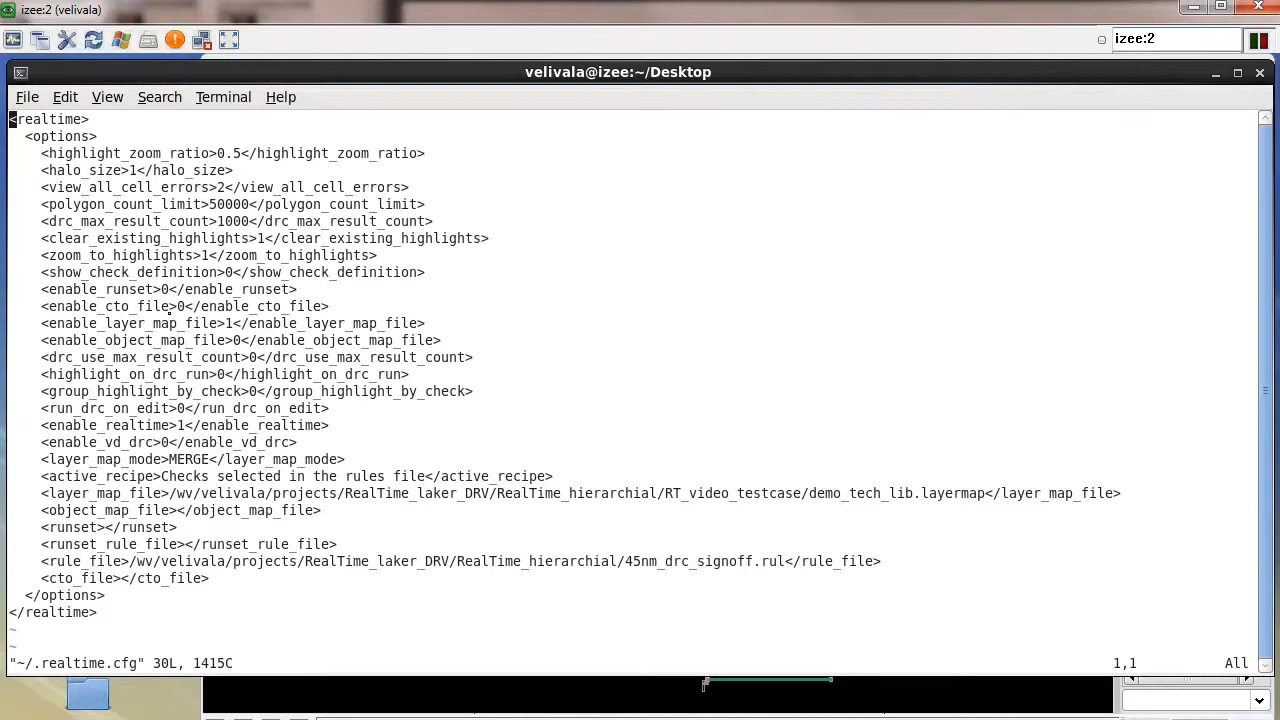 izee:2 (velivala)
izee:2
velivala@izee:~/Desktop
File Edit View Search Terminal Help
<realtime>
  <options>
    <highlight_zoom_ratio>0.5</highlight_zoom_ratio>
    <halo_size>1</halo_size>
    <view_all_cell_errors>2</view_all_cell_errors>
    <polygon_count_limit>50000</polygon_count_limit>
    <drc_max_result_count>1000</drc_max_result_count>
    <clear_existing_highlights>1</clear_existing_highlights>
    <zoom_to_highlights>1</zoom_to_highlights>
    <show_check_definition>0</show_check_definition>
    <enable_runset>0</enable_runset>
    <enable_cto_file>0</enable_cto_file>
    <enable_layer_map_file>1</enable_layer_map_file>
    <enable_object_map_file>0</enable_object_map_file>
    <drc_use_max_result_count>0</drc_use_max_result_count>
    <highlight_on_drc_run>0</highlight_on_drc_run>
    <group_highlight_by_check>0</group_highlight_by_check>
    <run_drc_on_edit>0</run_drc_on_edit>
    <enable_realtime>1</enable_realtime>
    <enable_vd_drc>0</enable_vd_drc>
    <layer_map_mode>MERGE</layer_map_mode>
    <active_recipe>Checks selected in the rules file</active_recipe>
    <layer_map_file>/wv/velivala/projects/RealTime_laker_DRV/RealTime_hierarchial/RT_video_testcase/demo_tech_lib.layermap</layer_map_file>
    <object_map_file></object_map_file>
    <runset></runset>
    <runset_rule_file></runset_rule_file>
    <rule_file>/wv/velivala/projects/RealTime_laker_DRV/RealTime_hierarchial/45nm_drc_signoff.rul</rule_file>
    <cto_file></cto_file>
  </options>
</realtime>
~
~
"~/.realtime.cfg" 30L, 1415C 1,1 All